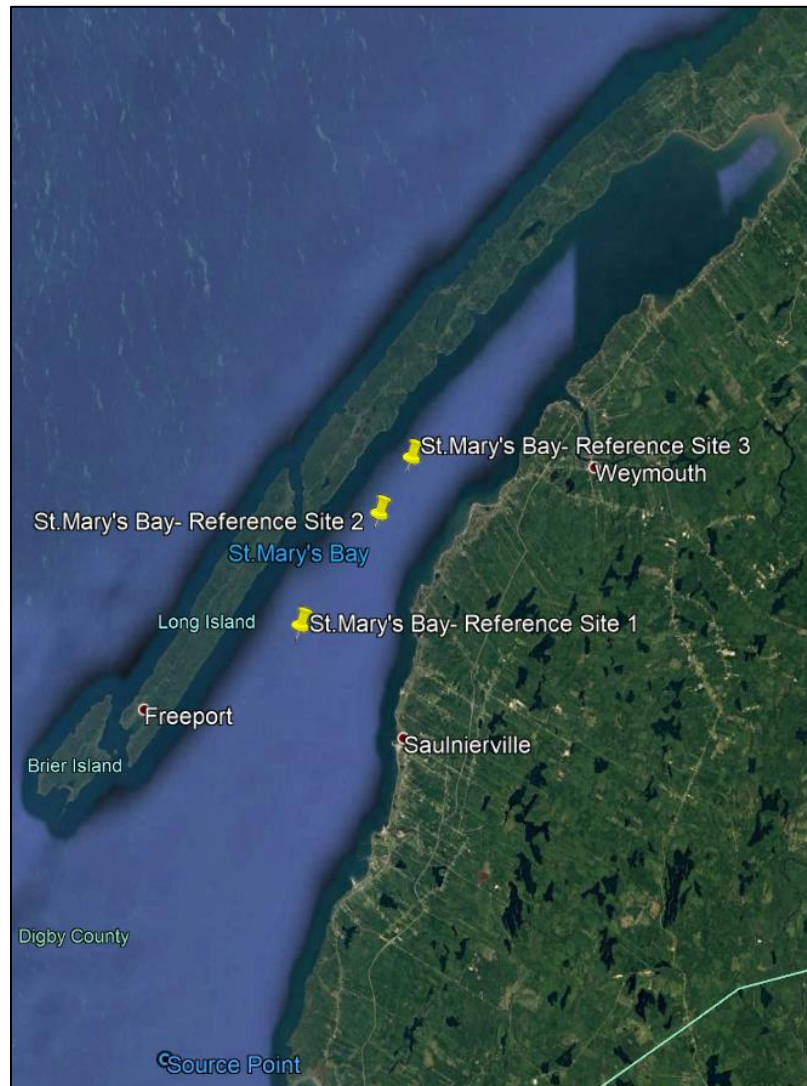 St.Mary's Bay- Reference Site 3
Weymouth
St.Mary's Bay- Reference Site 2
St.Mary's Bay
Long Island
St.Mary's Bay- Reference Site 1
Freeport
Saulnierville
Brier Island
Digby County
Source Point